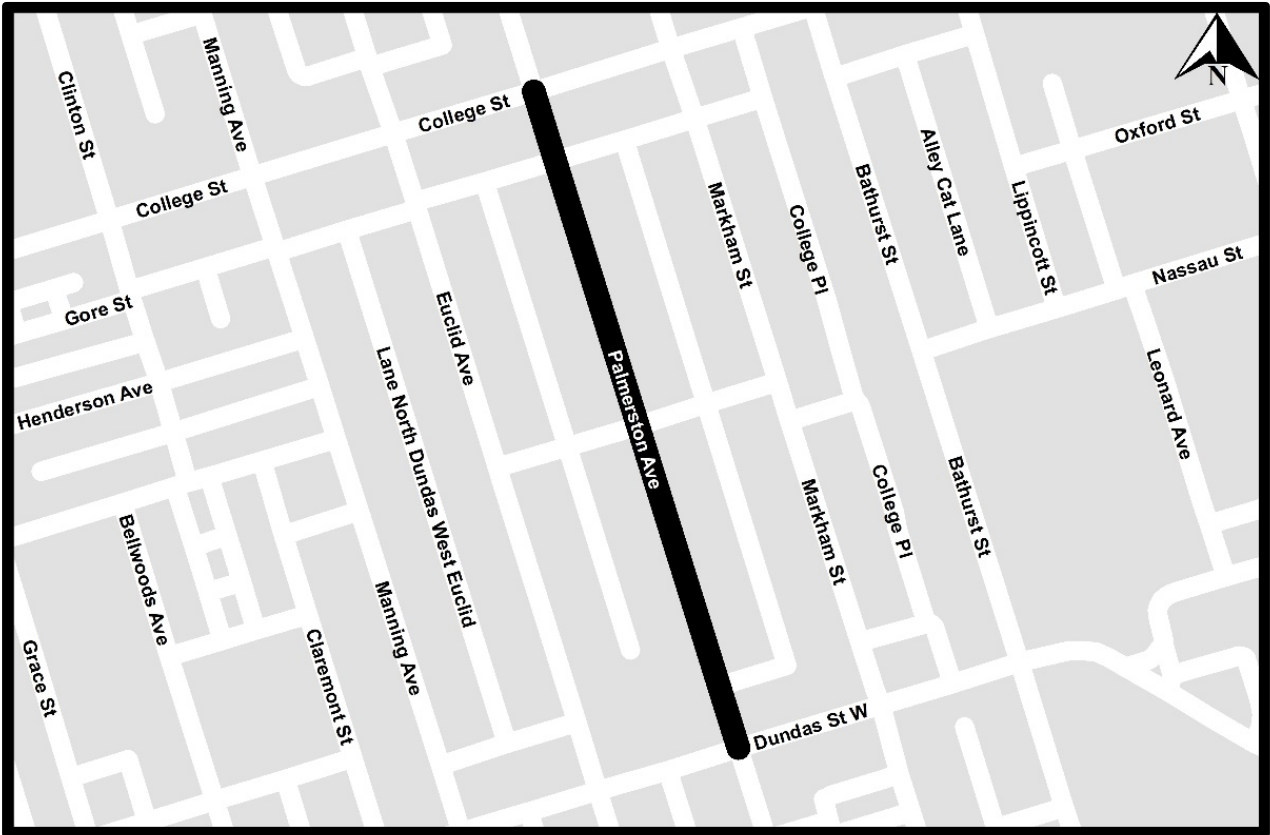 Clinton St
Manning Ave
College St
College St
Gore St
Henderson Ave
Euclid Ave
Lane North Dundas West Euclid
Palmerston Ave
Markham St
College Pl
Bathurst St
Alley Cat Lane
Lippincott St
Oxford St
N
Nassau St
Leonard Ave
Bathurst St
College Pl
Markham St
Bellwoods Ave
Grace St
Claremont St
Manning Ave
Dundas St W